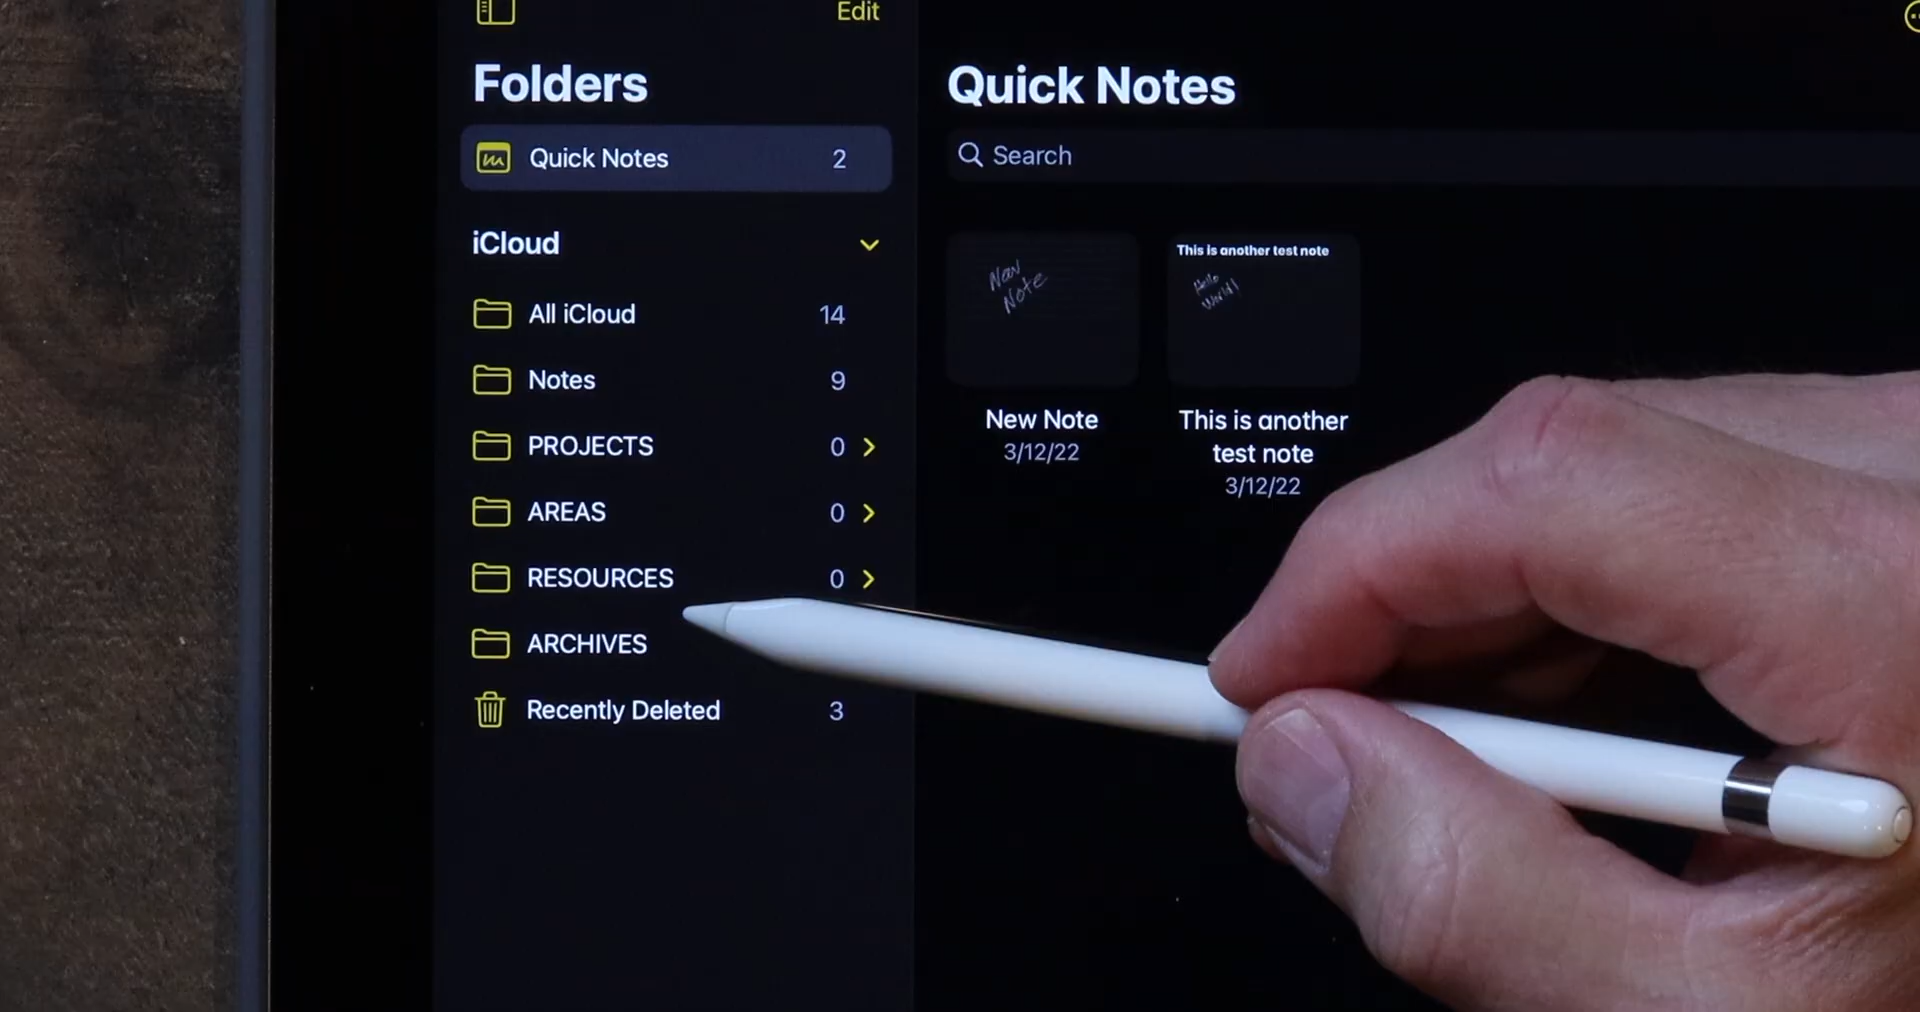 Edit
Folders
Quick Notes 2
iCloud
All iCloud 14
Notes 9
PROJECTS 0
AREAS 0
RESOURCES 0
ARCHIVES
Recently Deleted 3
Quick Notes
Search
New
Note
New Note
3/12/22
This is another test note
Hello
World!
This is another
test note
3/12/22